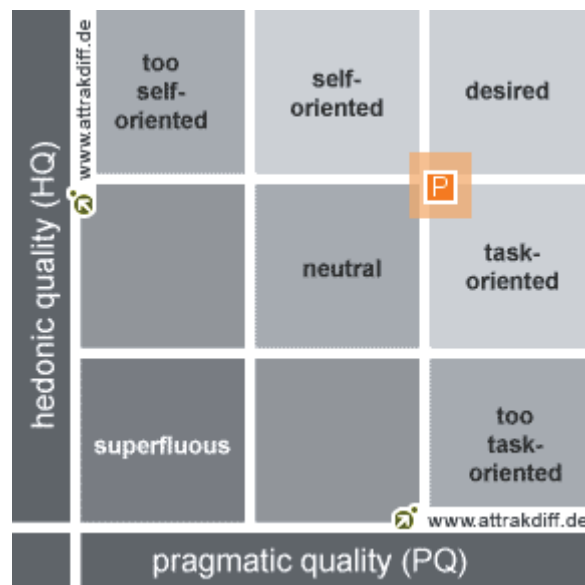 hedonic quality (HQ)
www.attrakdiff.de
too
self-
oriented
self-
oriented
desired
P
neutral
task-
oriented
superfluous
too
task-
oriented
www.attrakdiff.de
pragmatic quality (PQ)